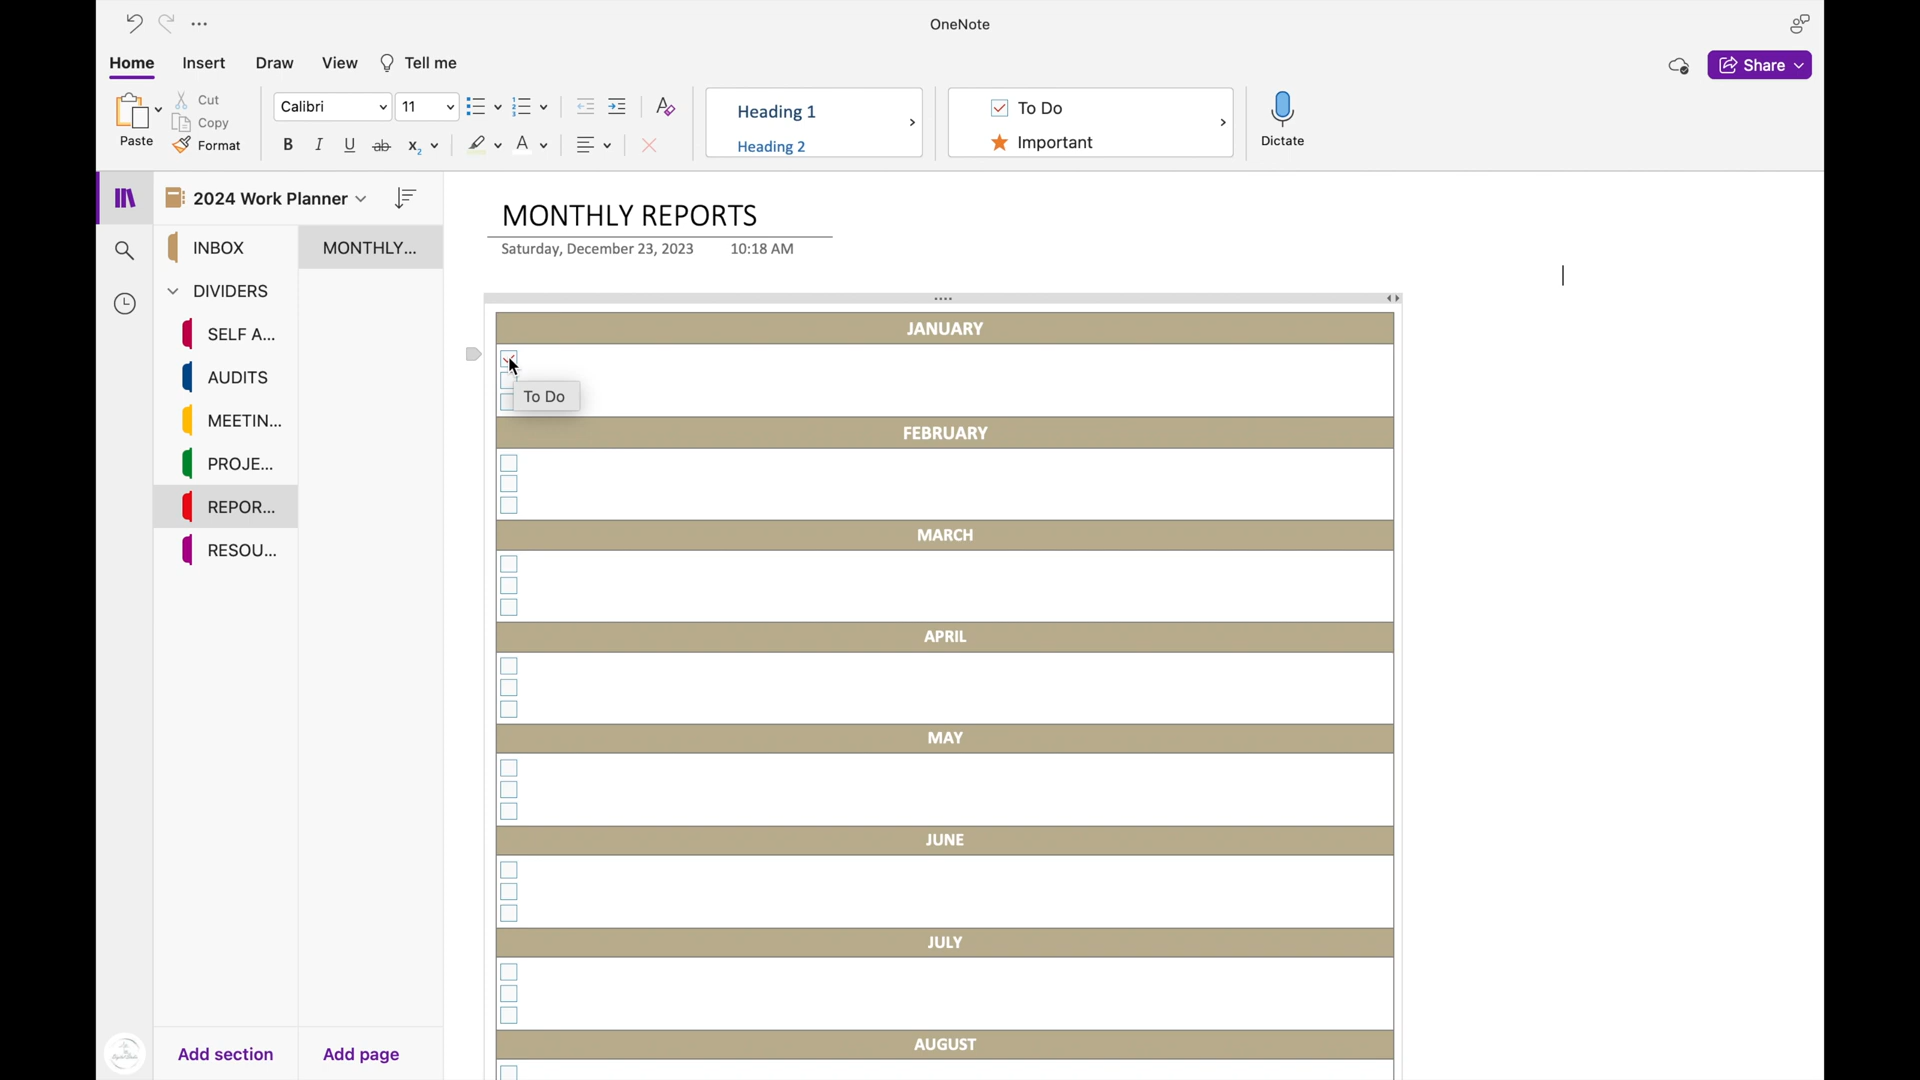 OneNote
Home Insert Draw View Tell me
Share
Paste
Cut
Copy
Format
Calibri 11
B I U ab x₂ A
Heading 1
Heading 2
To Do
Important
Dictate
2024 Work Planner
INBOX
DIVIDERS
SELF A...
AUDITS
MEETIN...
PROJE...
REPOR...
RESOU...
MONTHLY...
Add section
Add page
MONTHLY REPORTS
Saturday, December 23, 2023 10:18 AM
JANUARY
To Do
FEBRUARY
MARCH
APRIL
MAY
JUNE
JULY
AUGUST